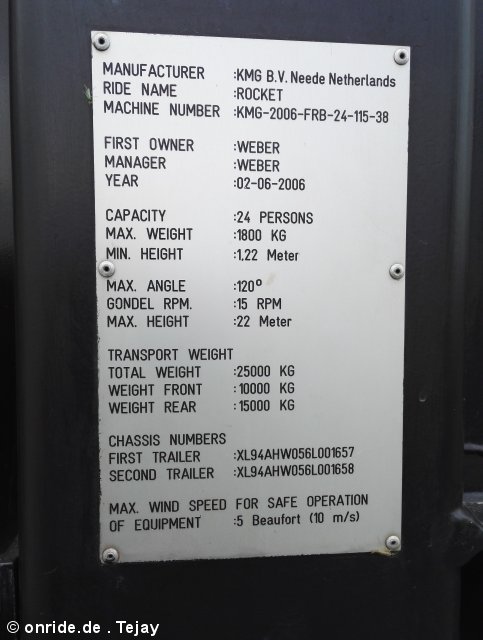 MANUFACTURER :KMG B.V. Neede Netherlands
RIDE NAME :ROCKET
MACHINE NUMBER :KMG-2006-FRB-24-115-38
FIRST OWNER :WEBER
MANAGER :WEBER
YEAR :02-06-2006
CAPACITY :24 PERSONS
MAX. WEIGHT :1800 KG
MIN. HEIGHT :1,22 Meter
MAX. ANGLE :120°
GONDEL RPM. :15 RPM
MAX. HEIGHT :22 Meter
TRANSPORT WEIGHT
TOTAL WEIGHT :25000 KG
WEIGHT FRONT :10000 KG
WEIGHT REAR :15000 KG
CHASSIS NUMBERS
FIRST TRAILER :XL94AHW056L001657
SECOND TRAILER :XL94AHW056L001658
MAX. WIND SPEED FOR SAFE OPERATION
OF EQUIPMENT :5 Beaufort (10 m/s)
© onride.de . Tejay